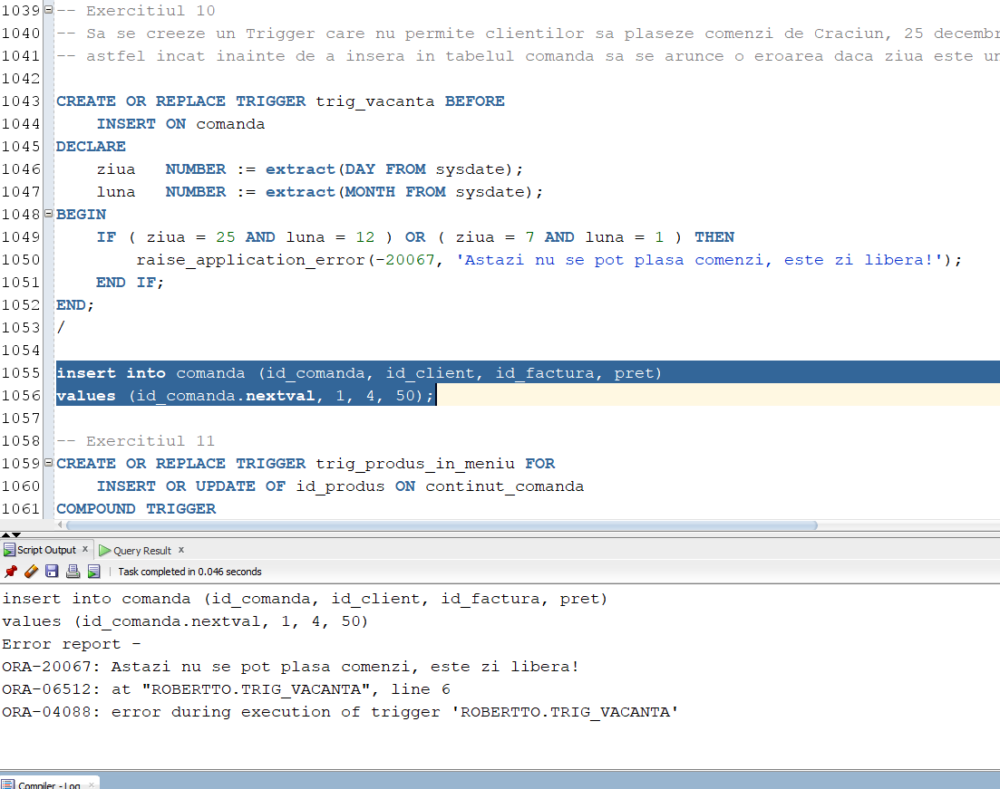 1039 -- Exercitiul 10
1040 -- Sa se creeze un Trigger care nu permite clientilor sa plaseze comenzi de Craciun, 25 decembr
1041 -- astfel incat inainte de a insera in tabelul comanda sa se arunce o eroarea daca ziua este un
1042
1043 CREATE OR REPLACE TRIGGER trig_vacanta BEFORE
1044     INSERT ON comanda
1045 DECLARE
1046     ziua   NUMBER := extract(DAY FROM sysdate);
1047     luna   NUMBER := extract(MONTH FROM sysdate);
1048 BEGIN
1049     IF ( ziua = 25 AND luna = 12 ) OR ( ziua = 7 AND luna = 1 ) THEN
1050         raise_application_error(-20067, 'Astazi nu se pot plasa comenzi, este zi libera!');
1051     END IF;
1052 END;
1053 /
1054
1055 insert into comanda (id_comanda, id_client, id_factura, pret)
1056 values (id_comanda.nextval, 1, 4, 50);
1057
1058 -- Exercitiul 11
1059 CREATE OR REPLACE TRIGGER trig_produs_in_meniu FOR
1060     INSERT OR UPDATE OF id_produs ON continut_comanda
1061 COMPOUND TRIGGER
Script Output x Query Result x
Task completed in 0.046 seconds
insert into comanda (id_comanda, id_client, id_factura, pret)
values (id_comanda.nextval, 1, 4, 50)
Error report -
ORA-20067: Astazi nu se pot plasa comenzi, este zi libera!
ORA-06512: at "ROBERTTO.TRIG_VACANTA", line 6
ORA-04088: error during execution of trigger 'ROBERTTO.TRIG_VACANTA'
Compiler - Log x